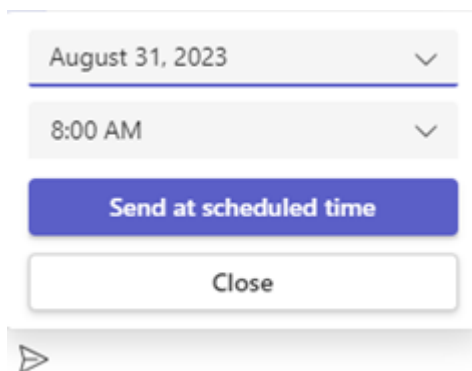 August 31, 2023
8:00 AM
Send at scheduled time
Close